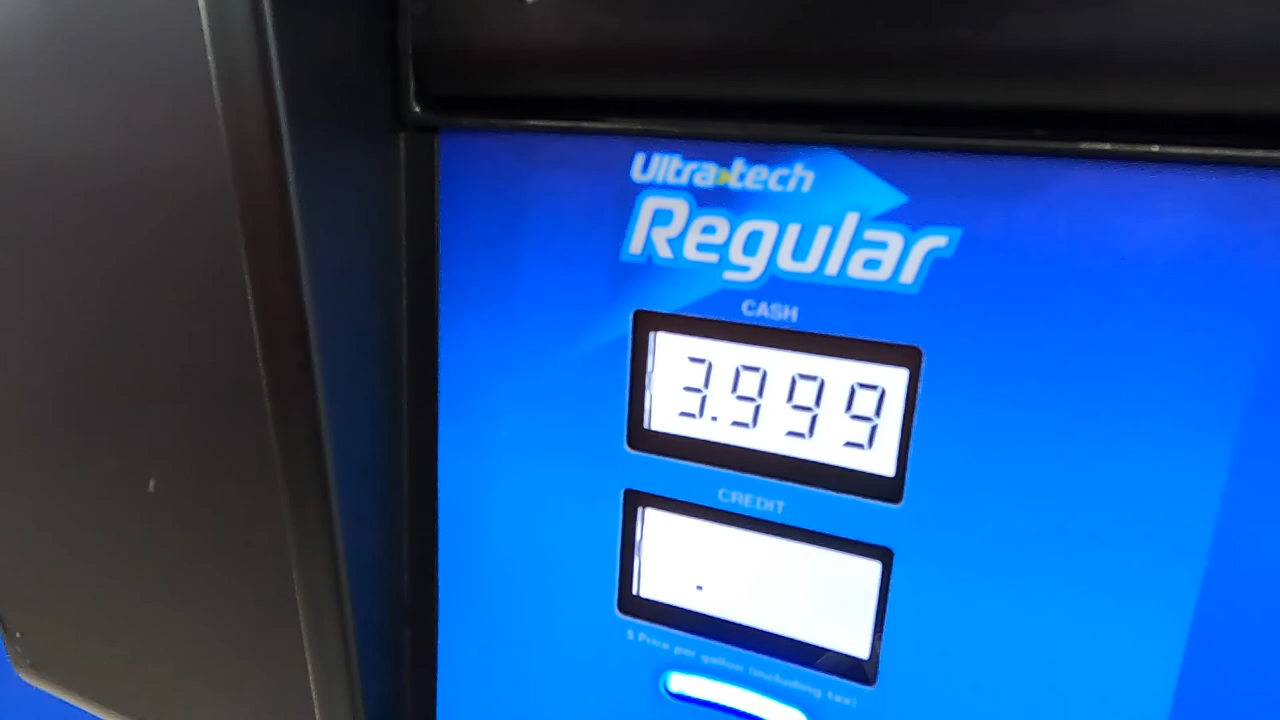 Ultra tech
Regular
CASH
3.999
CREDIT
.
$ Price per gallon (including tax)